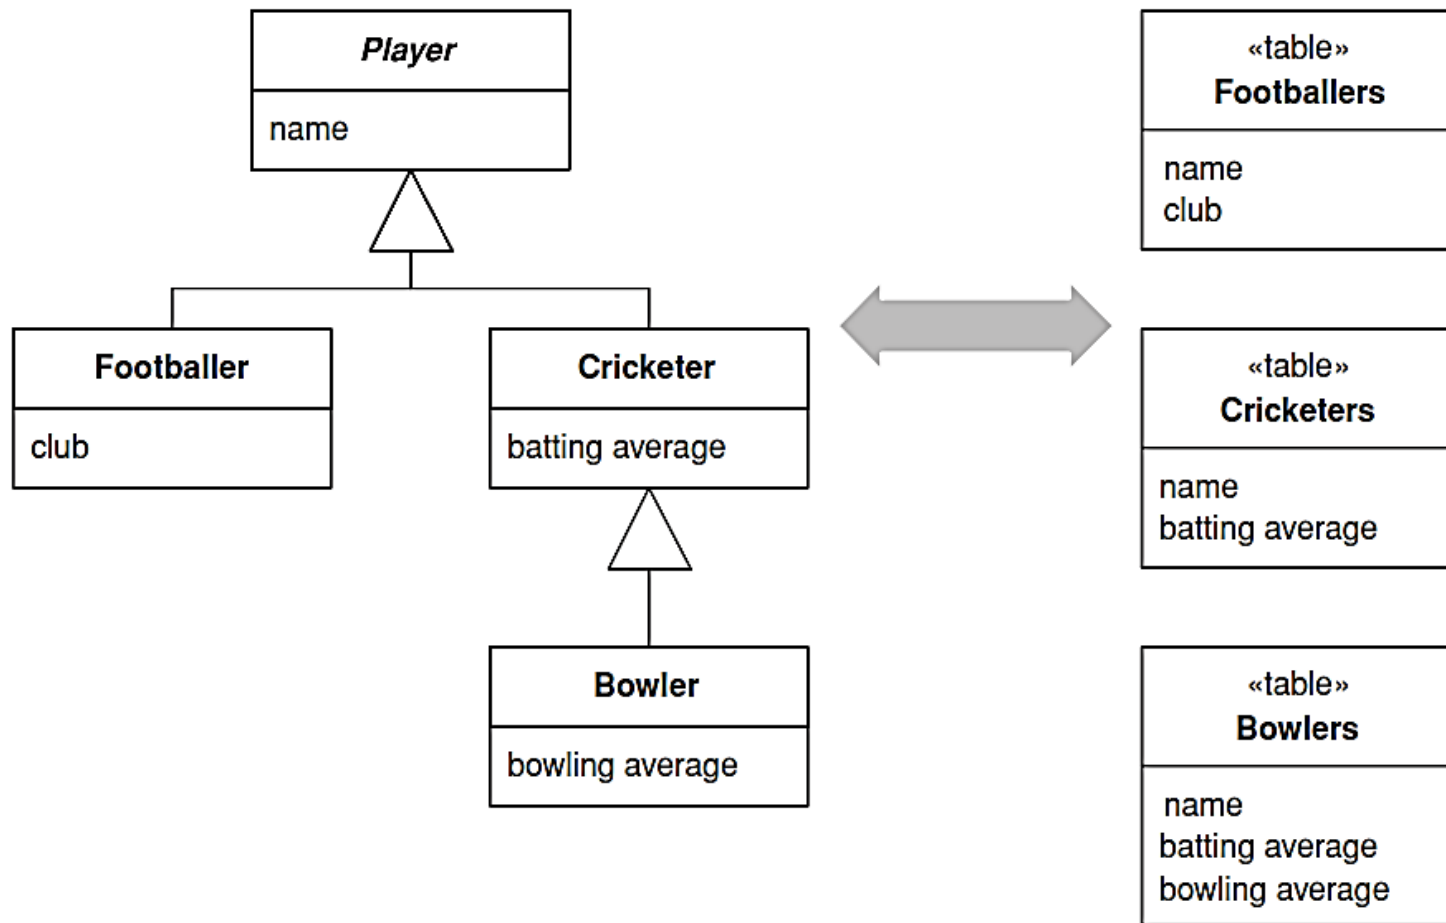 Player
name
Footballer
club
Cricketer
batting average
Bowler
bowling average
«table»
Footballers
name
club
«table»
Cricketers
name
batting average
«table»
Bowlers
name
batting average
bowling average